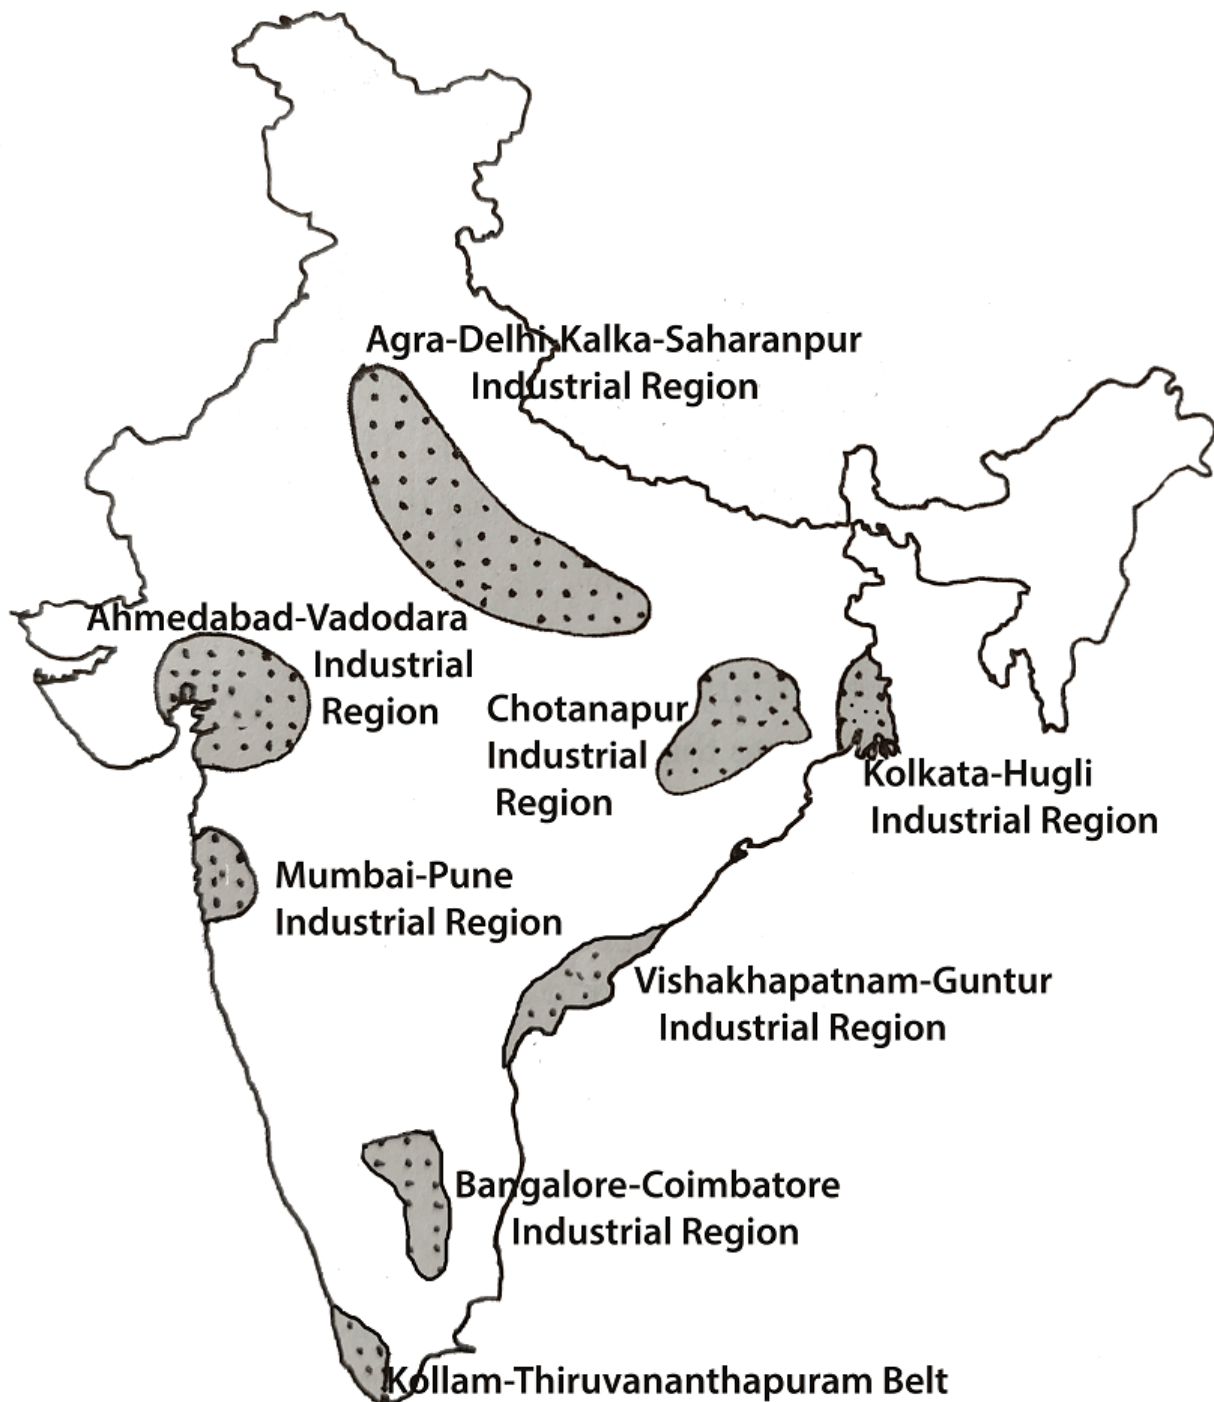 Agra-Delhi-Kalka-Saharanpur
Industrial Region
Ahmedabad-Vadodara
Industrial
Region
Chotanapur
Industrial
Region
Kolkata-Hugli
Industrial Region
Mumbai-Pune
Industrial Region
Vishakhapatnam-Guntur
Industrial Region
Bangalore-Coimbatore
Industrial Region
Kollam-Thiruvananthapuram Belt